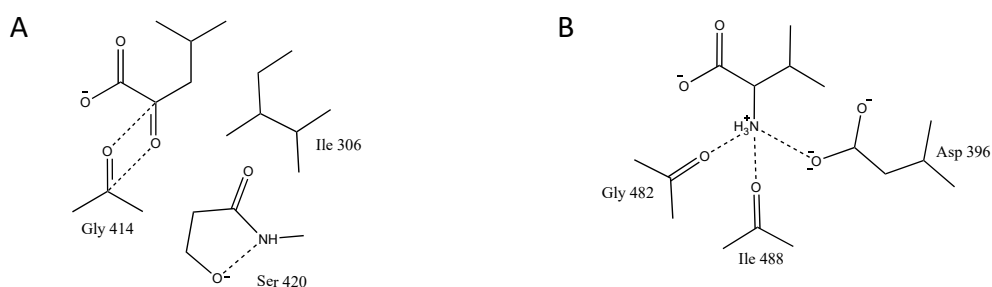 A
B
O
O-
O
O
Gly 414
Ile 306
O
NH
O-
Ser 420
O
O-
H3N+
O
Gly 482
O
Ile 488
O-
O-
Asp 396